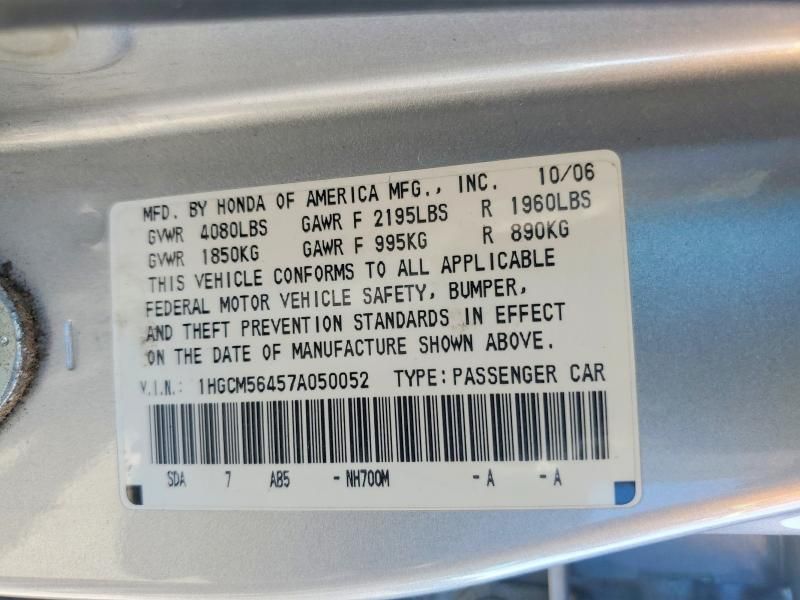 MFD. BY HONDA OF AMERICA MFG., INC. 10/06
GVWR 4080LBS GAWR F 2195LBS R 1960LBS
GVWR 1850KG GAWR F 995KG R 890KG
THIS VEHICLE CONFORMS TO ALL APPLICABLE
FEDERAL MOTOR VEHICLE SAFETY, BUMPER,
AND THEFT PREVENTION STANDARDS IN EFFECT
ON THE DATE OF MANUFACTURE SHOWN ABOVE.
V.I.N.: 1HGCM56457A050052 TYPE: PASSENGER CAR
SDA 7 AB5 - NH700M - A - A